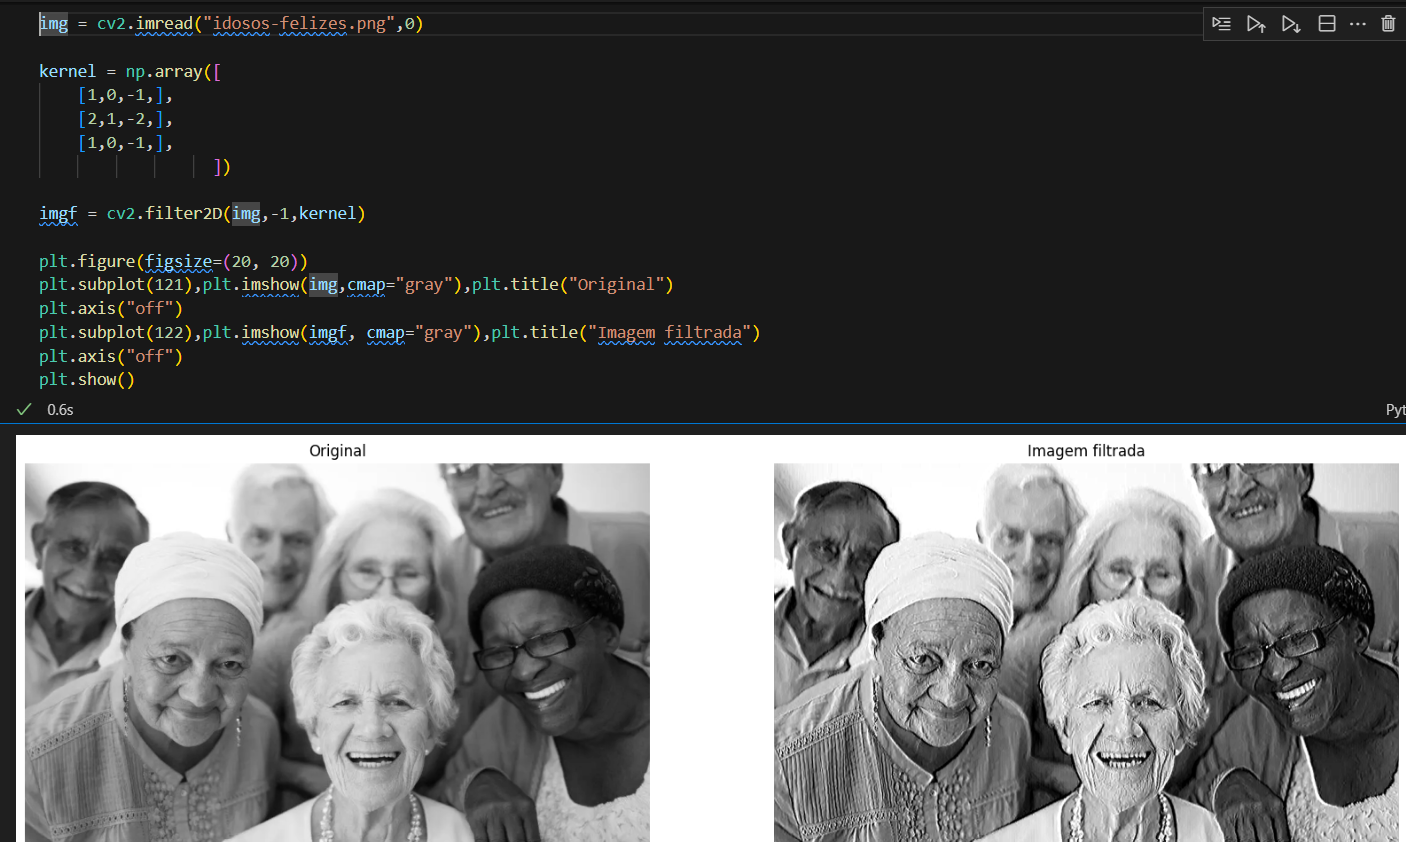 img = cv2.imread("idosos-felizes.png",0)
kernel = np.array([
[1,0,-1,],
[2,1,-2,],
[1,0,-1,],
])
imgf = cv2.filter2D(img,-1,kernel)
plt.figure(figsize=(20, 20))
plt.subplot(121),plt.imshow(img,cmap="gray"),plt.title("Original")
plt.axis("off")
plt.subplot(122),plt.imshow(imgf, cmap="gray"),plt.title("Imagem filtrada")
plt.axis("off")
plt.show()
0.6s
Pyt
Original
Imagem filtrada